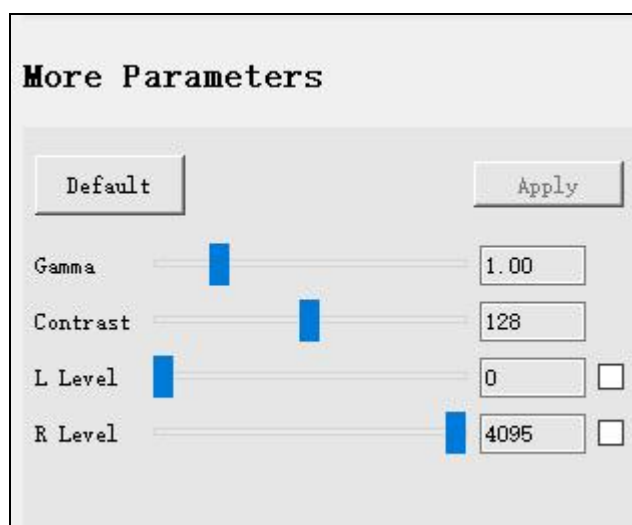 More Parameters
Default Apply
Gamma 1.00
Contrast 128
L Level 0
R Level 4095